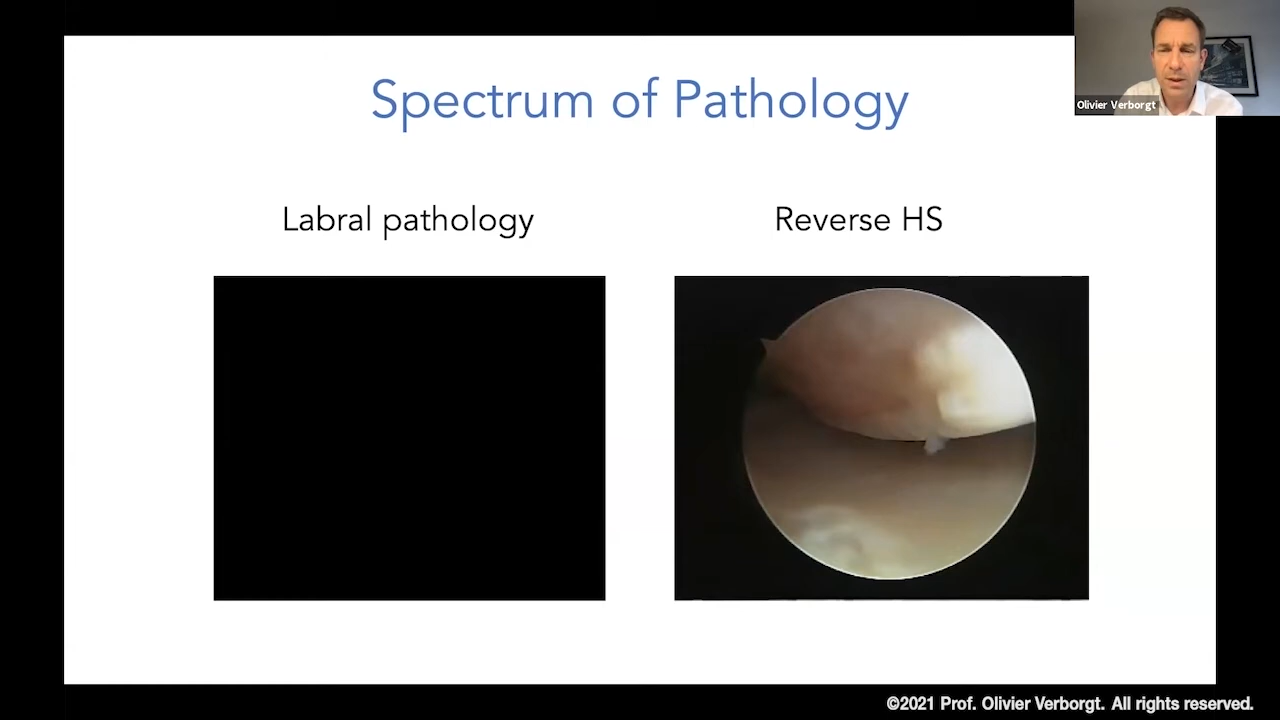 Spectrum of Pathology
Olivier Verborgt
Labral pathology
Reverse HS
©2021 Prof. Olivier Verborgt. All rights reserved.